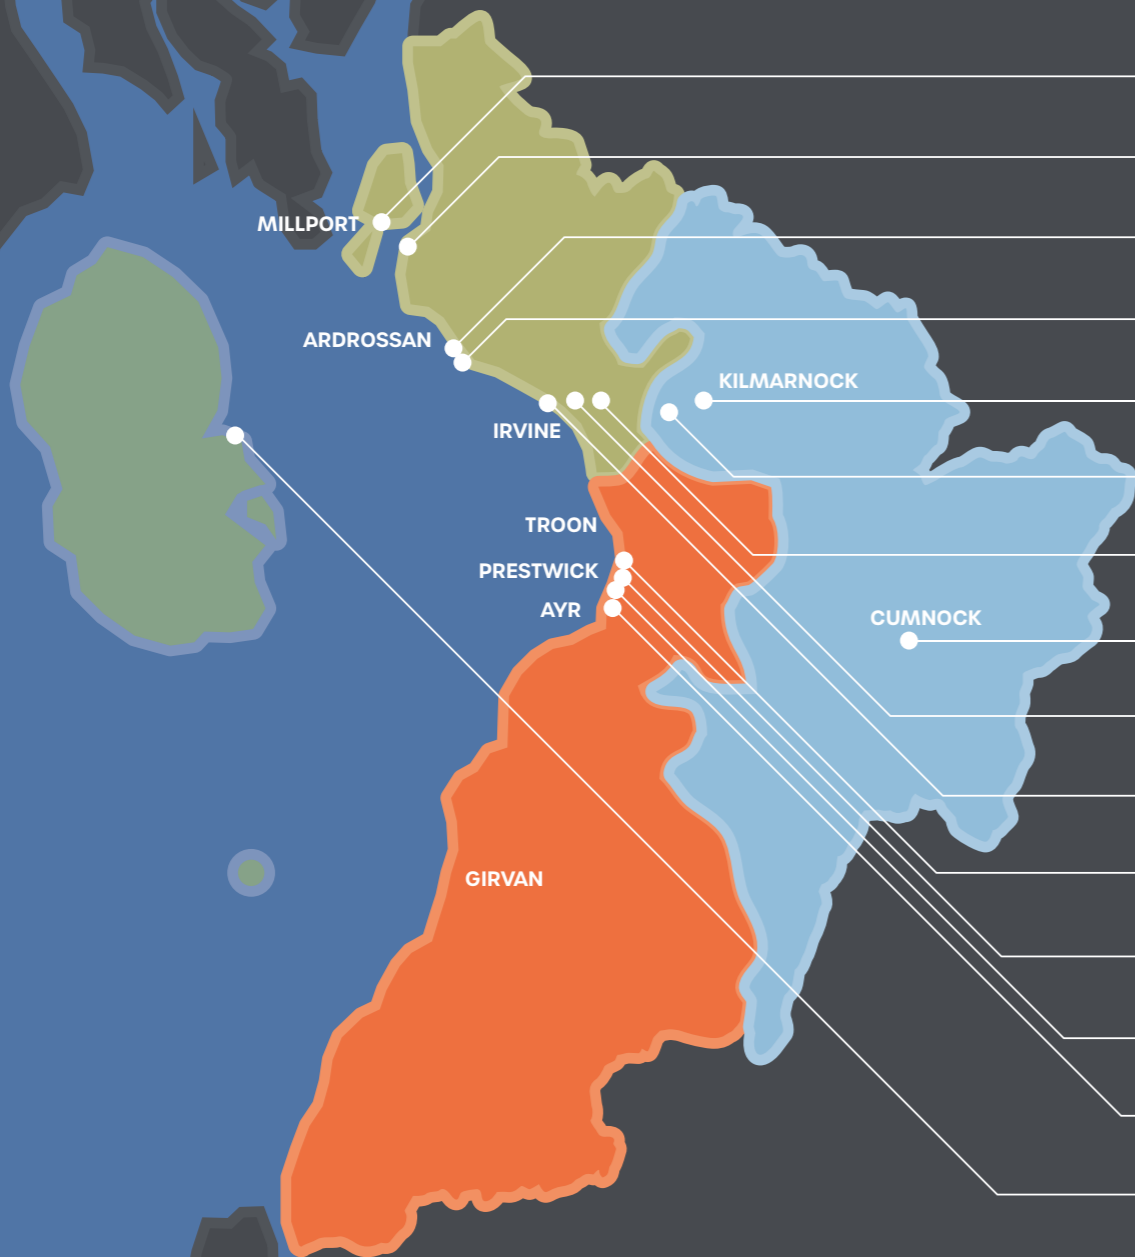 MILLPORT
ARDROSSAN
KILMARNOCK
IRVINE
TROON
PRESTWICK
AYR
CUMNOCK
GIRVAN